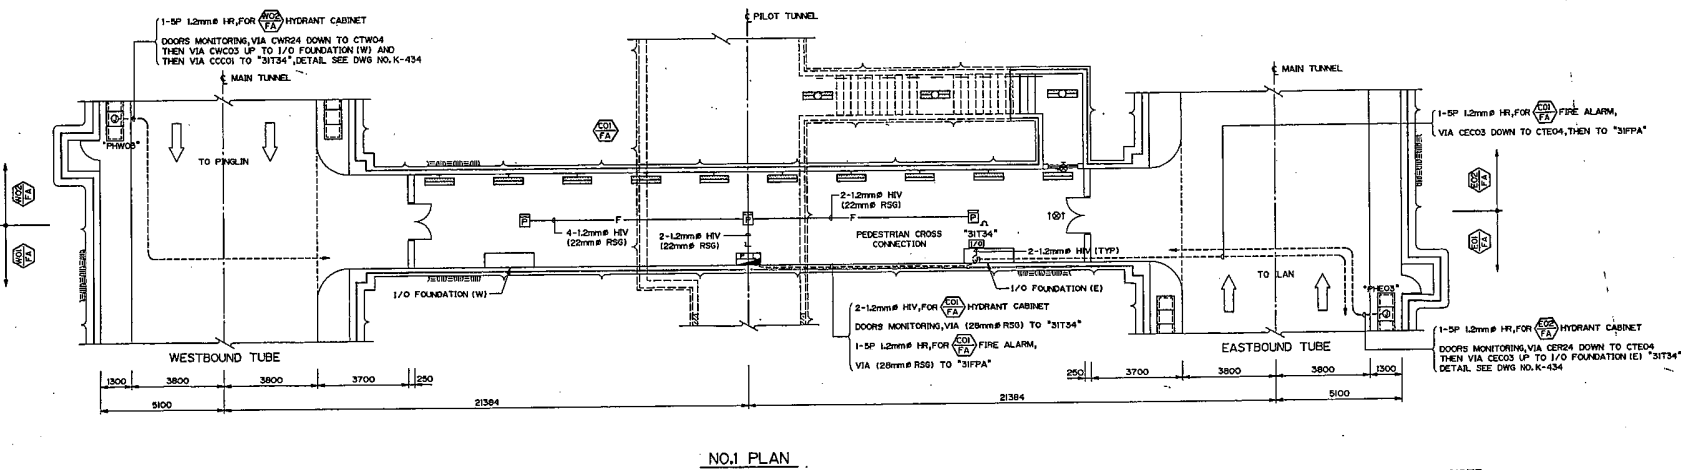 1-5P 1.2mmø HR,FOR W02 FA HYDRANT CABINET
DOORS MONITORING,VIA CWR24 DOWN TO CTW04
THEN VIA CWC03 UP TO I/O FOUNDATION (W) AND
THEN VIA CCC01 TO "31T34",DETAIL SEE DWG NO.K-434
℄ PILOT TUNNEL
℄ MAIN TUNNEL
℄ MAIN TUNNEL
1-5P 1.2mmø HR,FOR C01 FA FIRE ALARM,
VIA CEC03 DOWN TO CTE04,THEN TO "31FPA"
C01
FA
"PHW03"
TO PINGLIN
W02
FA
W01
FA
E02
FA
E01
FA
2-1.2mmø HIV
(22mmø RSG)
P
F
P
F
P
4-1.2mmø HIV
(22mmø RSG)
2-1.2mmø HIV
(22mmø RSG)
PEDESTRIAN CROSS
CONNECTION
"31T34"
I/O
2-1.2mmø HIV (TYP)
I/O FOUNDATION (W)
I/O FOUNDATION (E)
TO ILAN
"PHE03"
2-1.2mmø HIV,FOR C01 FA HYDRANT CABINET
DOORS MONITORING,VIA (28mmø RSG) TO "31T34"
1-5P 1.2mmø HR,FOR C01 FA FIRE ALARM,
VIA (28mmø RSG) TO "31FPA"
1-5P 1.2mmø HR,FOR E02 FA HYDRANT CABINET
DOORS MONITORING,VIA CER24 DOWN TO CTE04
THEN VIA CEC03 UP TO I/O FOUNDATION (E) "31T34"
DETAIL SEE DWG NO.K-434
WESTBOUND TUBE
EASTBOUND TUBE
1300 3800 3800 3700 250
250 3700 3800 3800 1300
5100 21384 21384 5100
NO.1 PLAN